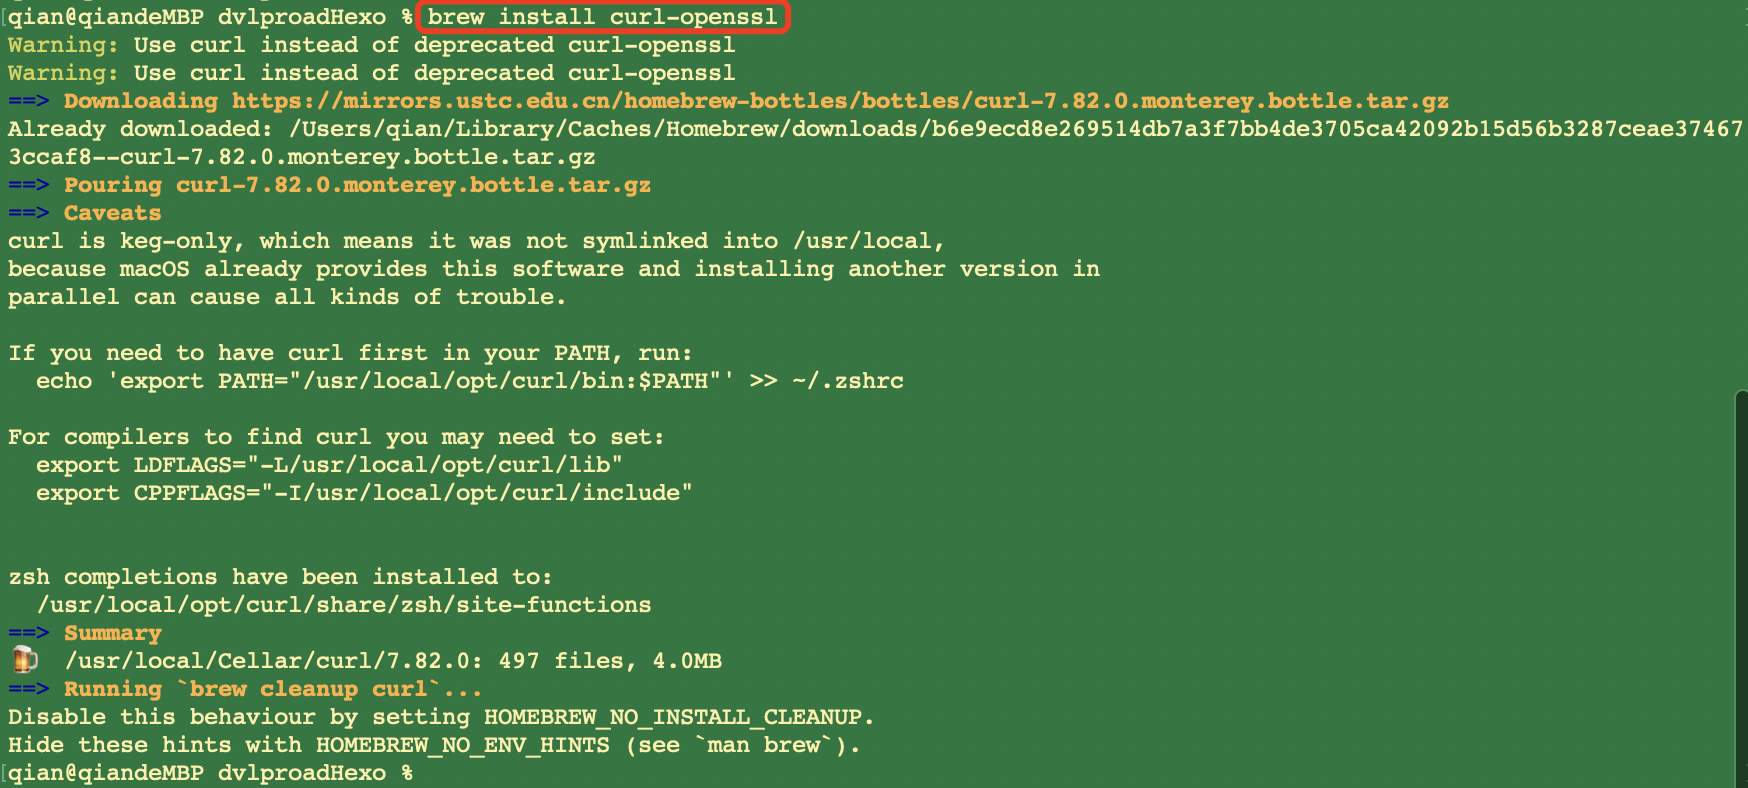 [qian@qiandeMBP dvlproadHexo % brew install curl-openssl
Warning: Use curl instead of deprecated curl-openssl
Warning: Use curl instead of deprecated curl-openssl
==> Downloading https://mirrors.ustc.edu.cn/homebrew-bottles/bottles/curl-7.82.0.monterey.bottle.tar.gz
Already downloaded: /Users/qian/Library/Caches/Homebrew/downloads/b6e9ecd8e269514db7a3f7bb4de3705ca42092b15d56b3287ceae37467
3ccaf8--curl-7.82.0.monterey.bottle.tar.gz
==> Pouring curl-7.82.0.monterey.bottle.tar.gz
==> Caveats
curl is keg-only, which means it was not symlinked into /usr/local,
because macOS already provides this software and installing another version in
parallel can cause all kinds of trouble.
If you need to have curl first in your PATH, run:
echo 'export PATH="/usr/local/opt/curl/bin:$PATH"' >> ~/.zshrc
For compilers to find curl you may need to set:
export LDFLAGS="-L/usr/local/opt/curl/lib"
export CPPFLAGS="-I/usr/local/opt/curl/include"
zsh completions have been installed to:
/usr/local/opt/curl/share/zsh/site-functions
==> Summary
🍺 /usr/local/Cellar/curl/7.82.0: 497 files, 4.0MB
==> Running `brew cleanup curl`...
Disable this behaviour by setting HOMEBREW_NO_INSTALL_CLEANUP.
Hide these hints with HOMEBREW_NO_ENV_HINTS (see `man brew`).
[qian@qiandeMBP dvlproadHexo %